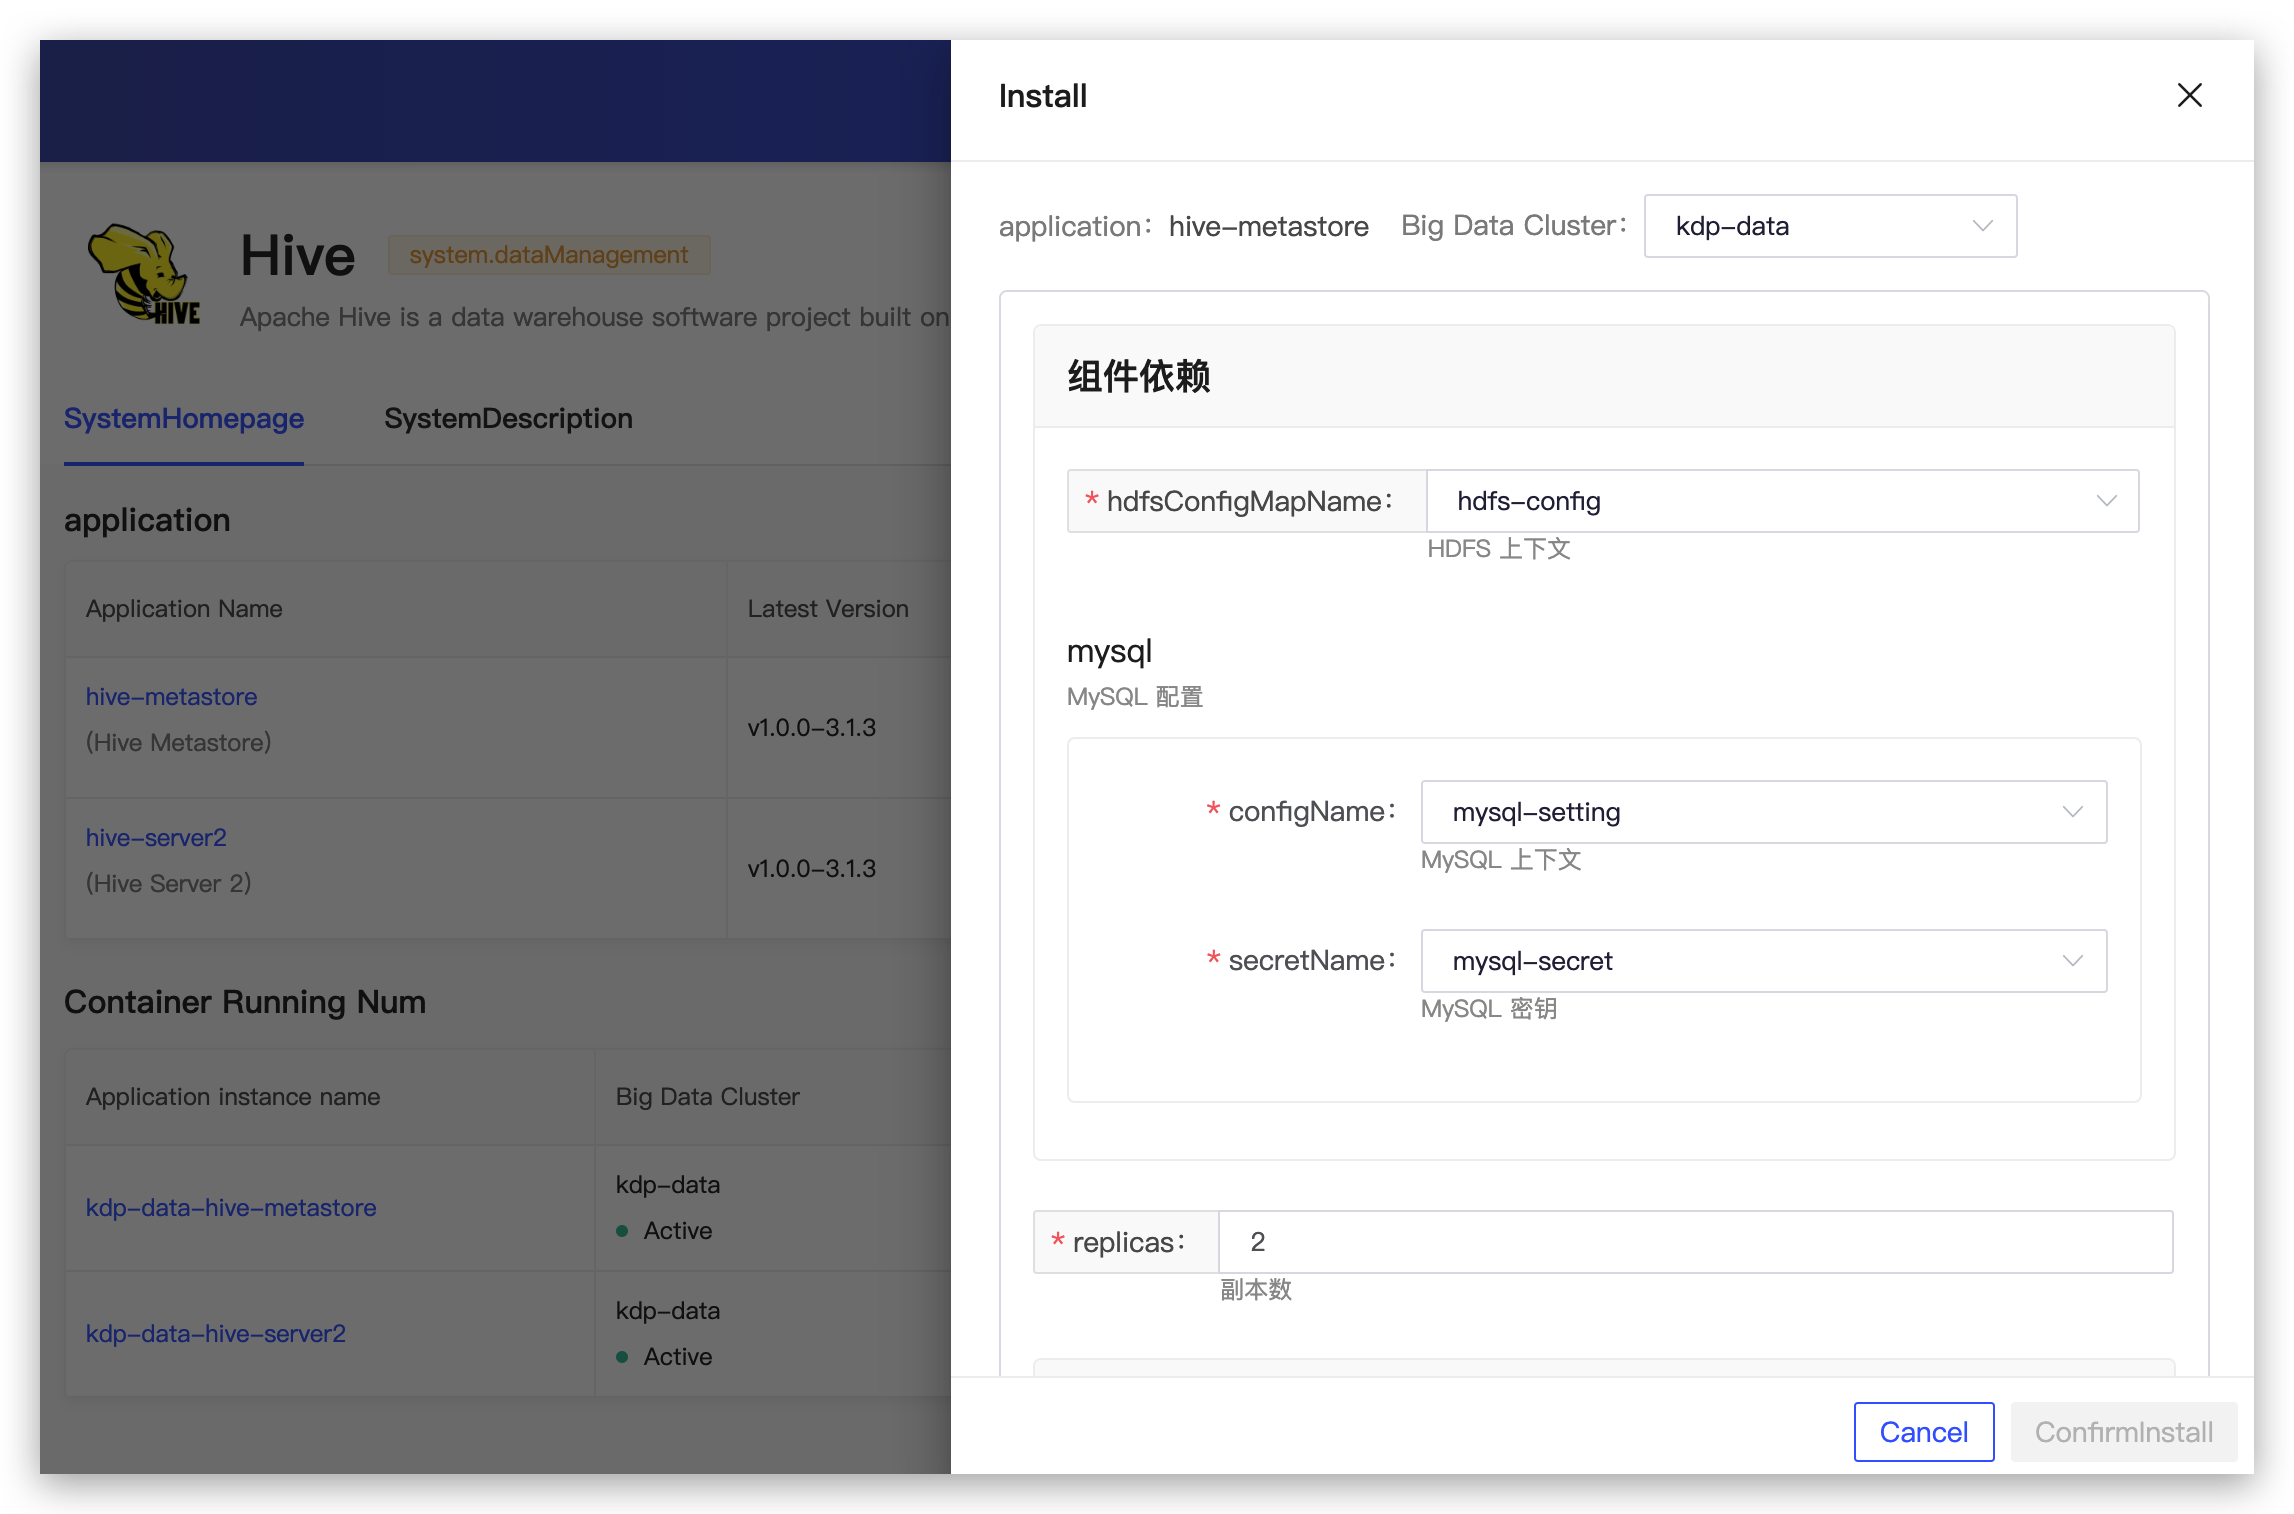 Hive system.dataManagement
HIVE
Apache Hive is a data warehouse software project built on
SystemHomepage SystemDescription
application
Application Name Latest Version
hive-metastore
(Hive Metastore)
v1.0.0-3.1.3
hive-server2
(Hive Server 2)
v1.0.0-3.1.3
Container Running Num
Application instance name Big Data Cluster
kdp-data-hive-metastore
kdp-data
Active
kdp-data-hive-server2
kdp-data
Active
Install
application: hive-metastore Big Data Cluster: kdp-data
组件依赖
* hdfsConfigMapName: hdfs-config
HDFS 上下文
mysql
MySQL 配置
* configName: mysql-setting
MySQL 上下文
* secretName: mysql-secret
MySQL 密钥
* replicas: 2
副本数
Cancel ConfirmInstall